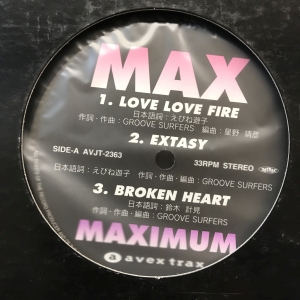 MAX
1. LOVE LOVE FIRE
日本語詞：えびね遊子
作詞・作曲：GROOVE SURFERS 編曲：星野 靖彦
2. EXTASY
SIDE-A AVJT-2363 33RPM STEREO
日本語詞：えびね遊子 作詞・作曲・編曲：GROOVE SURFERS
3. BROKEN HEART
日本語詞：鈴木 計見
作詞・作曲・編曲：GROOVE SURFERS
MAXIMUM
a avex trax